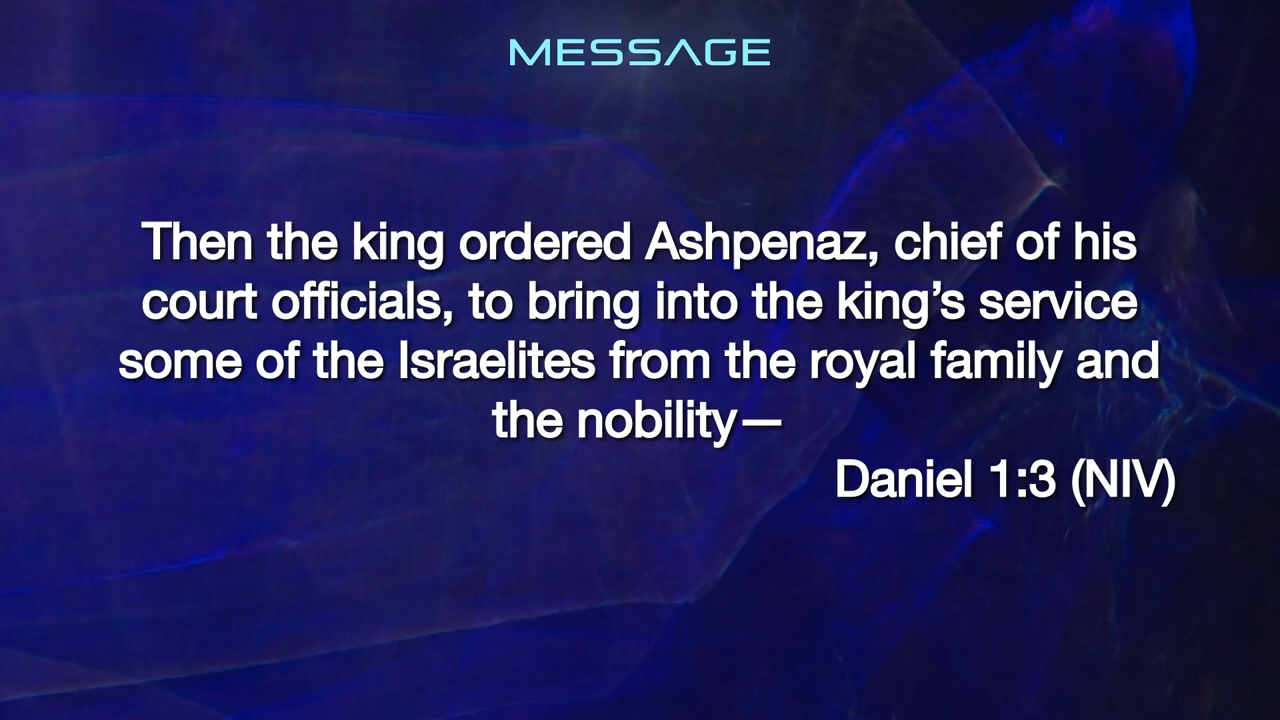 MESSAGE
Then the king ordered Ashpenaz, chief of his
court officials, to bring into the king’s service
some of the Israelites from the royal family and
the nobility—
Daniel 1:3 (NIV)